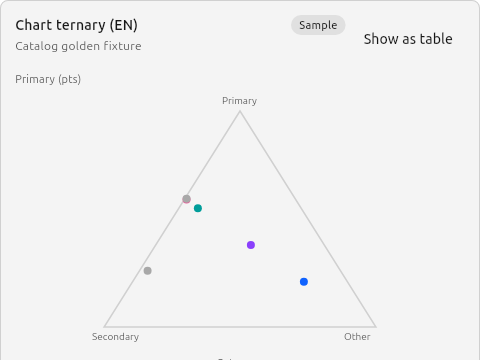 Chart ternary (EN)
Sample
Show as table
Catalog golden fixture
Primary (pts)
Primary
Secondary
Other